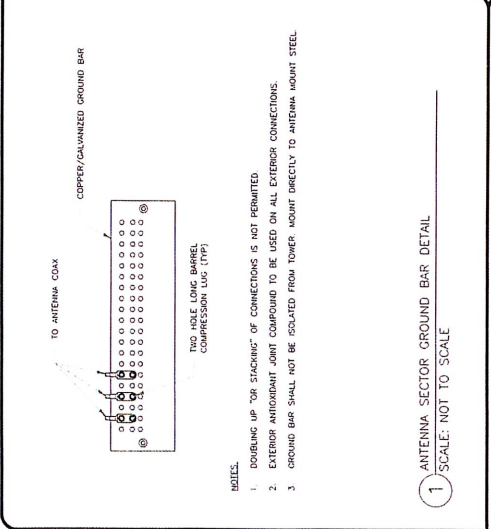 TO ANTENNA COAX
COPPER/GALVANIZED GROUND BAR
TWO HOLE LONG BARREL
COMPRESSION LUG (TYP)
NOTES:
1. DOUBLING UP "OR STACKING" OF CONNECTIONS IS NOT PERMITTED.
2. EXTERIOR ANTIOXIDANT JOINT COMPOUND TO BE USED ON ALL EXTERIOR CONNECTIONS.
3 GROUND BAR SHALL NOT BE ISOLATED FROM TOWER. MOUNT DIRECTLY TO ANTENNA MOUNT STEEL.
1 ANTENNA SECTOR GROUND BAR DETAIL
SCALE: NOT TO SCALE